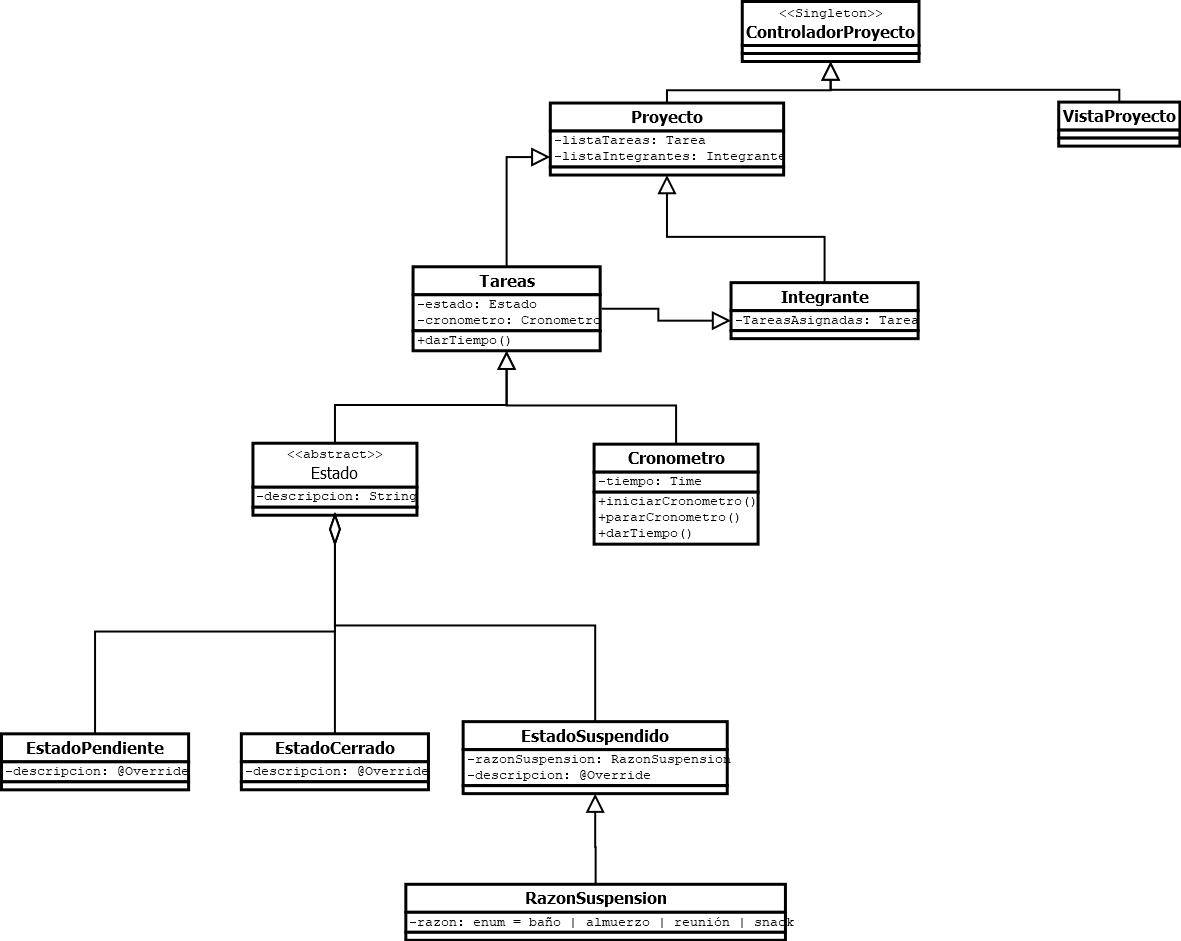 <<Singleton>>
ControladorProyecto
Proyecto
-listaTareas: Tarea
-listaIntegrantes: Integrante
VistaProyecto
Tareas
-estado: Estado
-cronometro: Cronometro
+darTiempo()
Integrante
-TareasAsignadas: Tarea
<<abstract>>
Estado
-descripcion: String
Cronometro
-tiempo: Time
+iniciarCronometro()
+pararCronometro()
+darTiempo()
EstadoPendiente
-descripcion: @Override
EstadoCerrado
-descripcion: @Override
EstadoSuspendido
-razonSuspension: RazonSuspension
-descripcion: @Override
RazonSuspension
-razon: enum = baño | almuerzo | reunión | snack